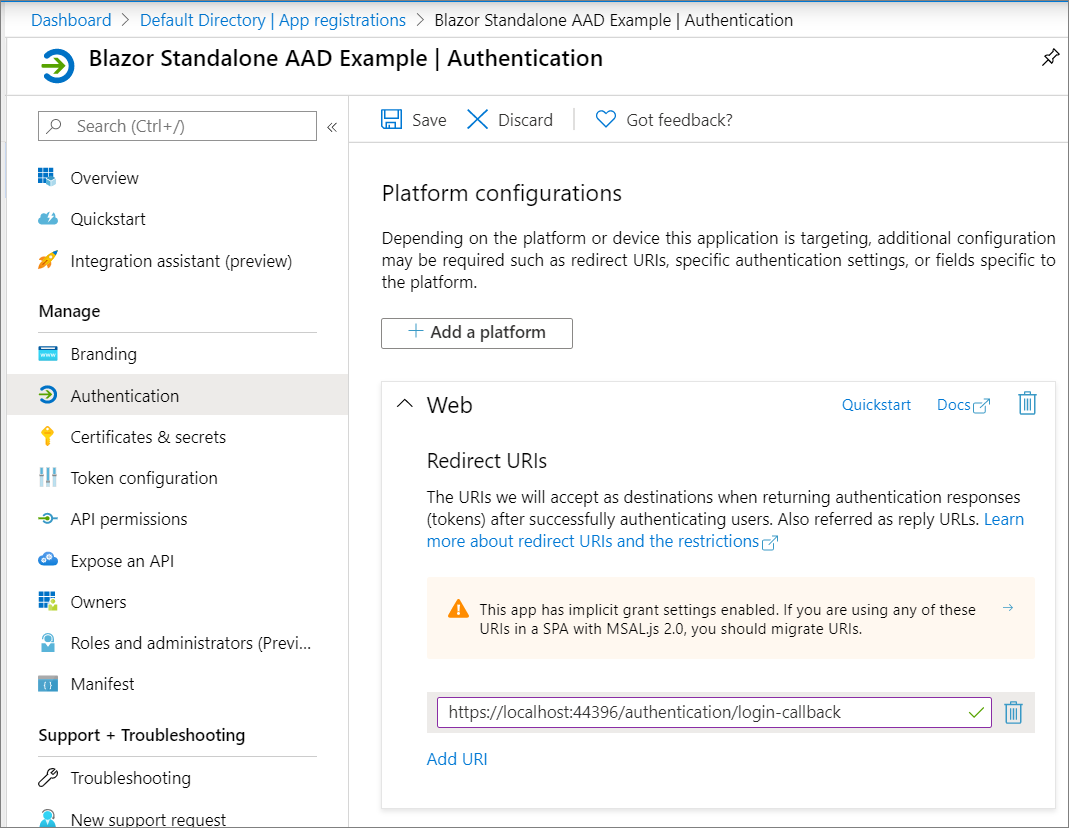 Dashboard > Default Directory | App registrations > Blazor Standalone AAD Example | Authentication
Blazor Standalone AAD Example | Authentication
Search (Ctrl+/)
«
Overview
Quickstart
Integration assistant (preview)
Manage
Branding
Authentication
Certificates & secrets
Token configuration
API permissions
Expose an API
Owners
Roles and administrators (Previ...
Manifest
Support + Troubleshooting
Troubleshooting
New support request
Save
Discard
Got feedback?
Platform configurations
Depending on the platform or device this application is targeting, additional configuration
may be required such as redirect URIs, specific authentication settings, or fields specific to
the platform.
+ Add a platform
Web
Quickstart
Docs
Redirect URIs
The URIs we will accept as destinations when returning authentication responses
(tokens) after successfully authenticating users. Also referred as reply URLs. Learn
more about redirect URIs and the restrictions
This app has implicit grant settings enabled. If you are using any of these
URIs in a SPA with MSAL.js 2.0, you should migrate URIs.
https://localhost:44396/authentication/login-callback
Add URI